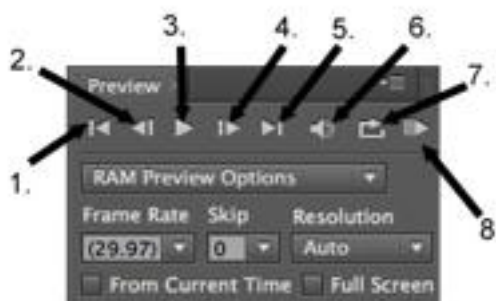 3. 4. 5. 6.
2. 7.
Preview
1.
RAM Preview Options
8
Frame Rate Skip Resolution
(29.97) 0 Auto
From Current Time Full Screen